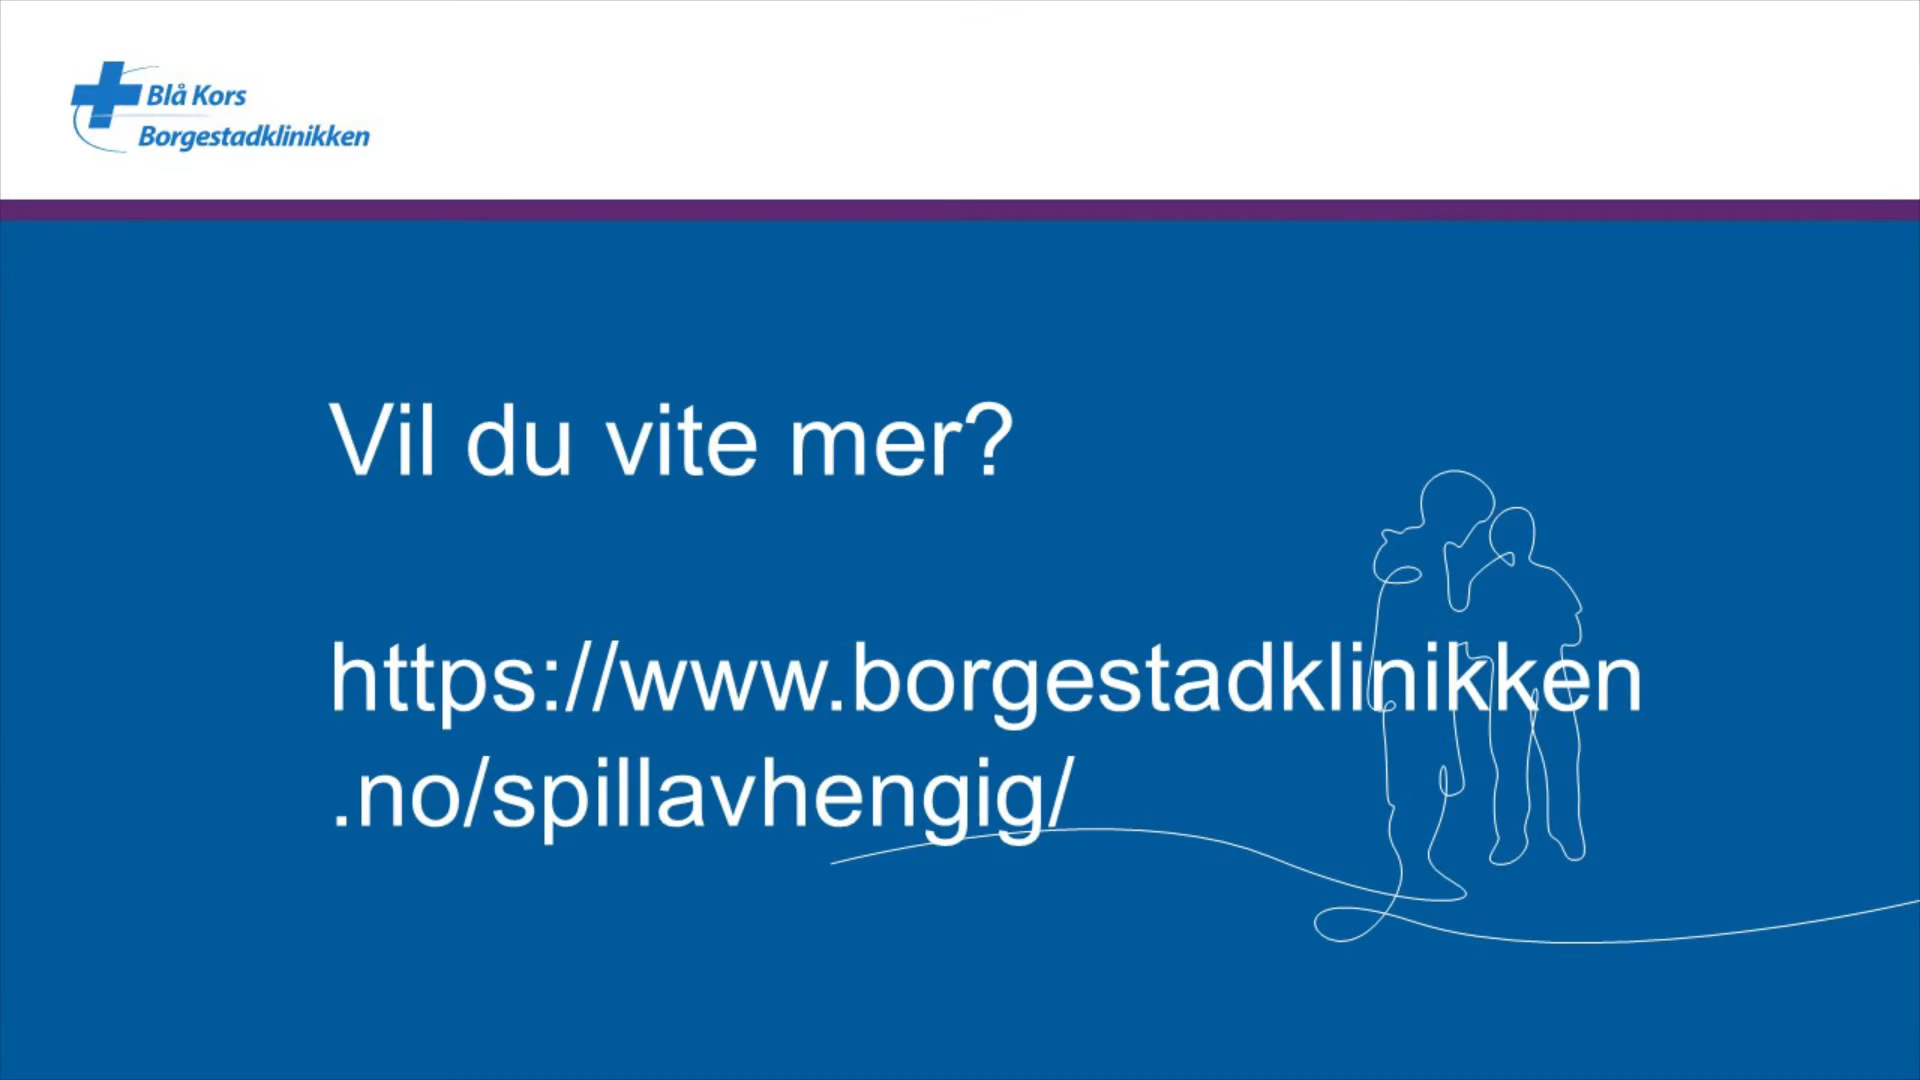 Blå Kors
Borgestadklinikken
Vil du vite mer?
https://www.borgestadklinikken
.no/spillavhengig/